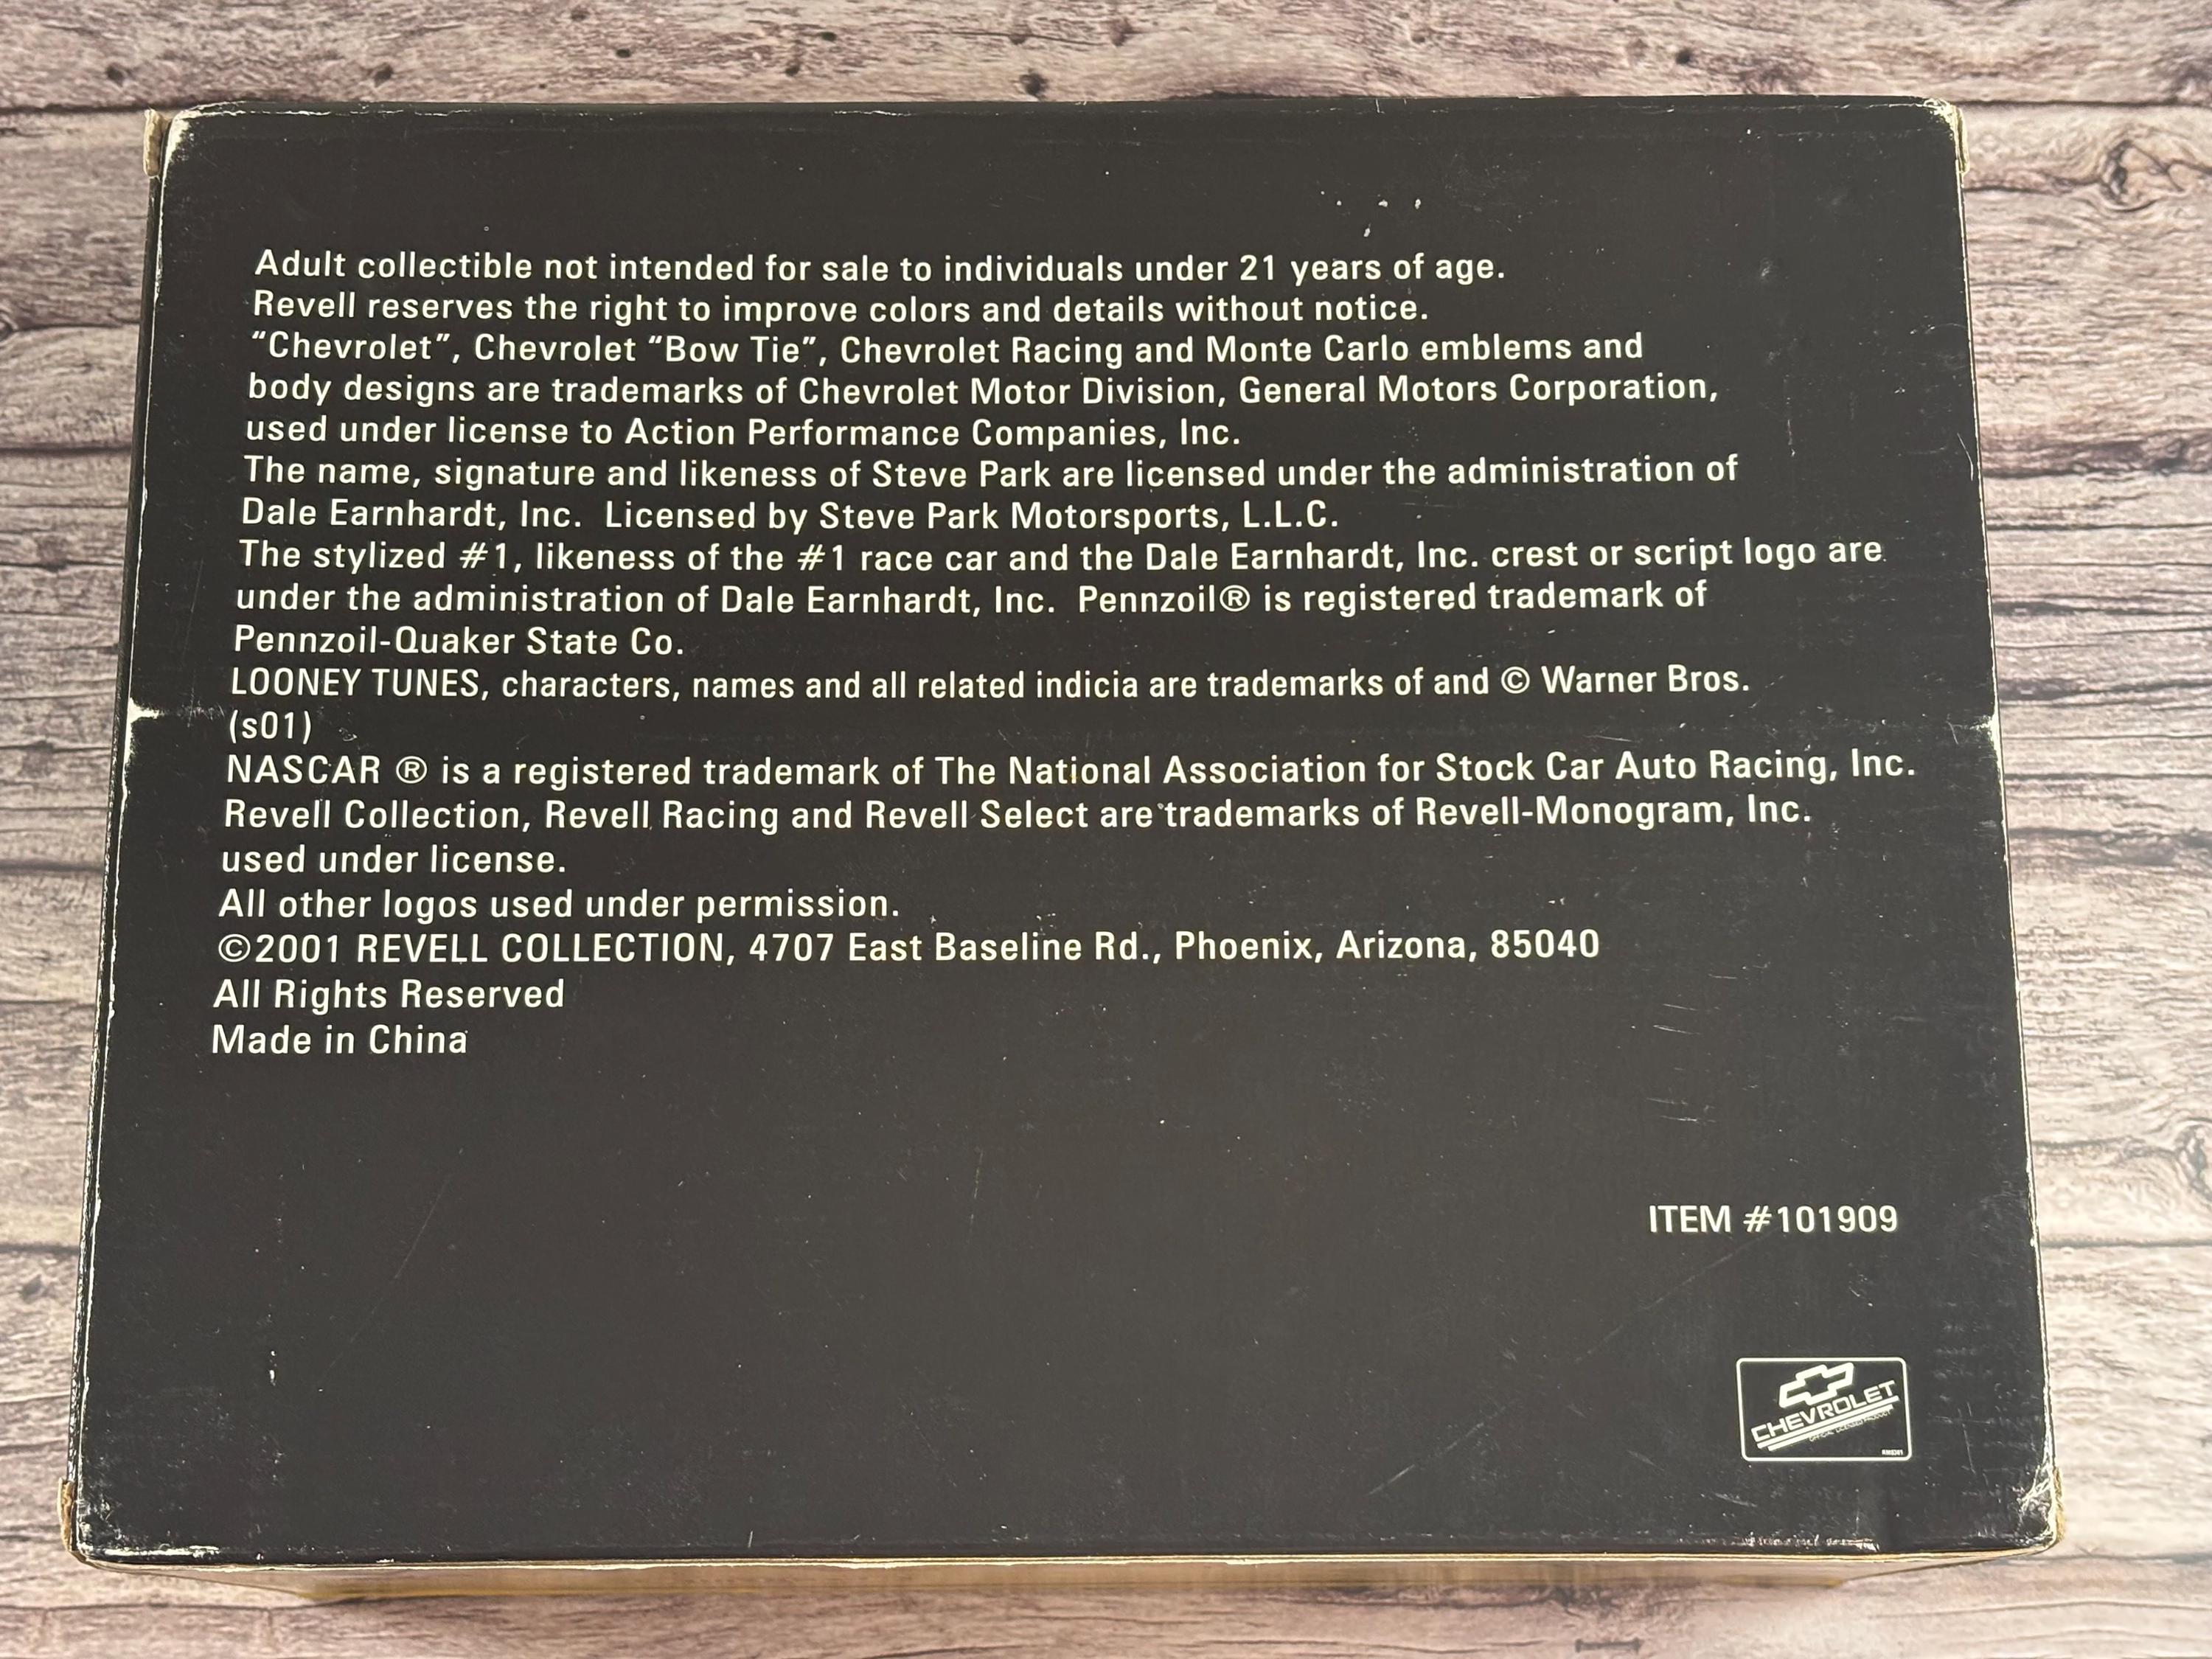 Adult collectible not intended for sale to individuals under 21 years of age.
Revell reserves the right to improve colors and details without notice.
“Chevrolet”, Chevrolet “Bow Tie”, Chevrolet Racing and Monte Carlo emblems and
body designs are trademarks of Chevrolet Motor Division, General Motors Corporation,
used under license to Action Performance Companies, Inc.
The name, signature and likeness of Steve Park are licensed under the administration of
Dale Earnhardt, Inc.  Licensed by Steve Park Motorsports, L.L.C.
The stylized #1, likeness of the #1 race car and the Dale Earnhardt, Inc. crest or script logo are
under the administration of Dale Earnhardt, Inc.  Pennzoil® is registered trademark of
Pennzoil-Quaker State Co.
LOONEY TUNES, characters, names and all related indicia are trademarks of and © Warner Bros.
(s01)
NASCAR ® is a registered trademark of The National Association for Stock Car Auto Racing, Inc.
Revell Collection, Revell Racing and Revell Select are trademarks of Revell-Monogram, Inc.
used under license.
All other logos used under permission.
©2001 REVELL COLLECTION, 4707 East Baseline Rd., Phoenix, Arizona, 85040
All Rights Reserved
Made in China
ITEM #101909
CHEVROLET
OFFICIAL LICENSED PRODUCT